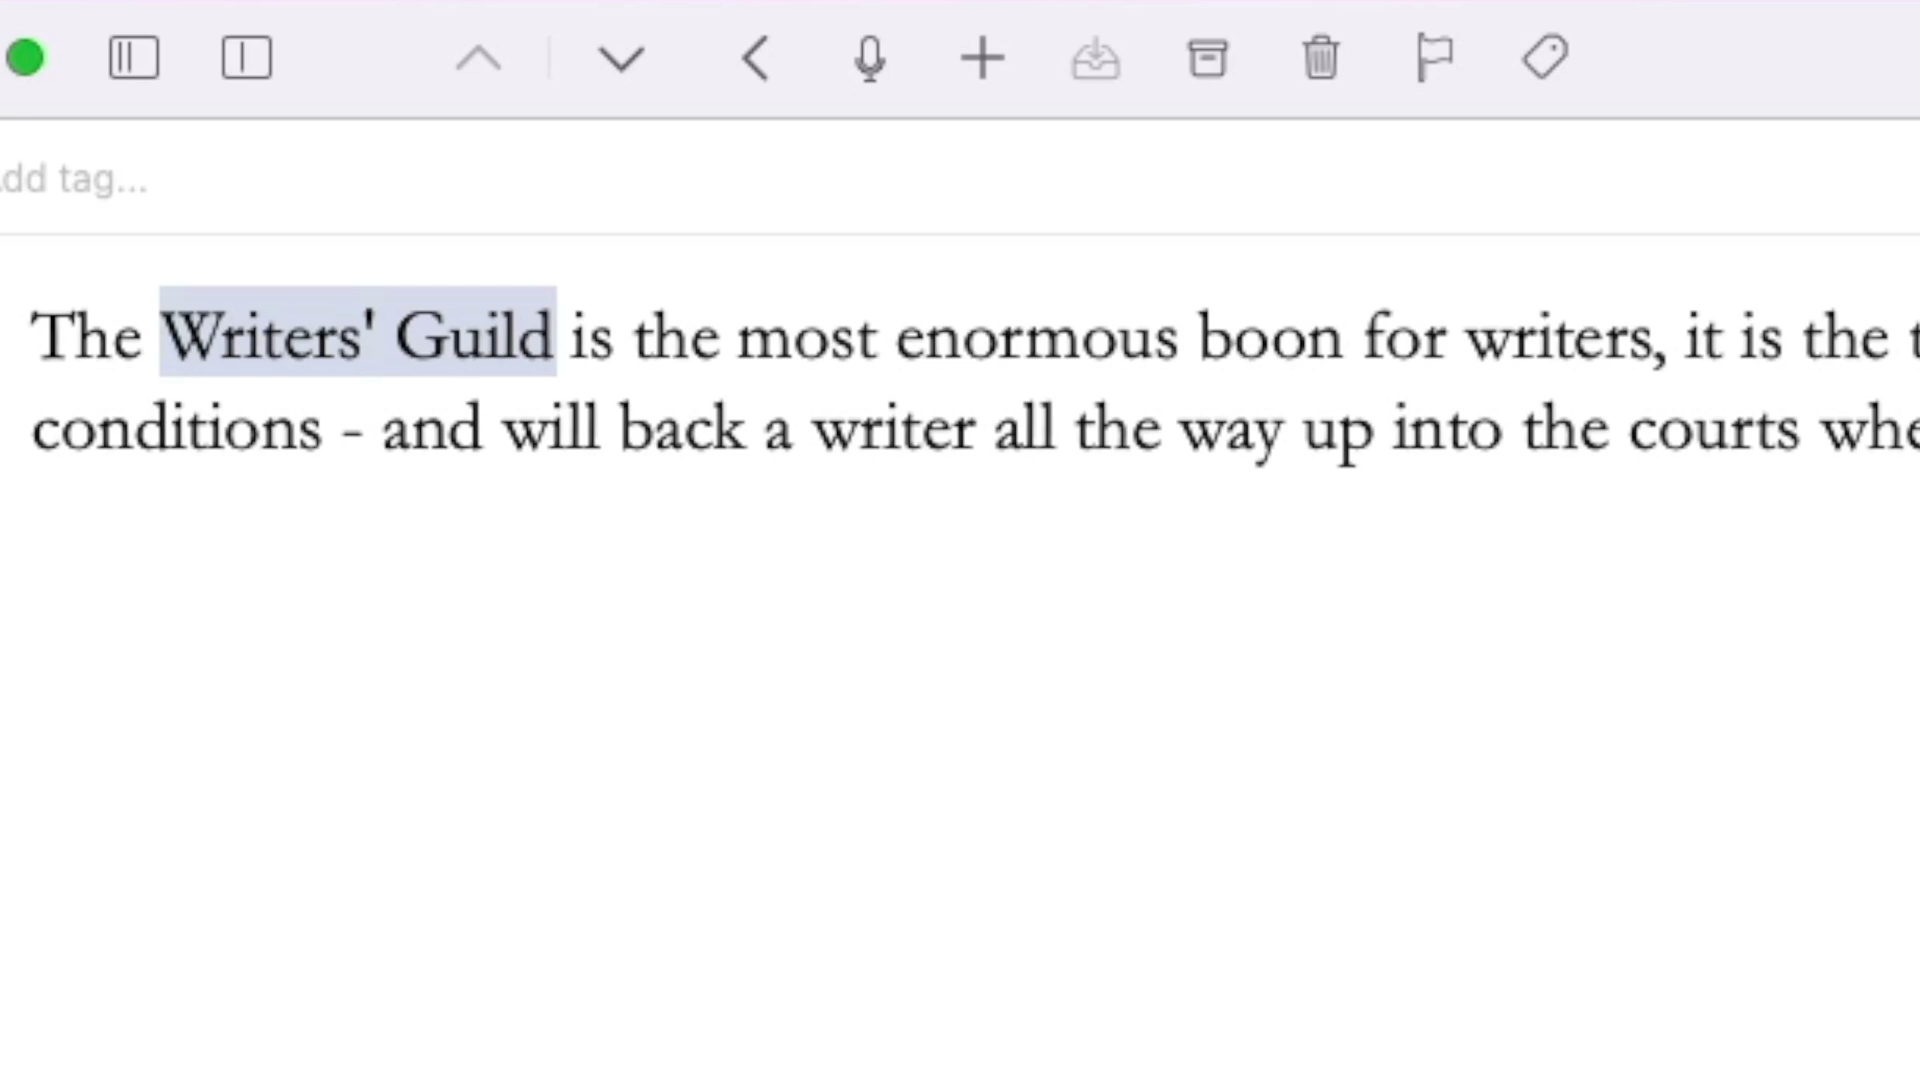 dd tag...
The Writers' Guild is the most enormous boon for writers, it is the
conditions - and will back a writer all the way up into the courts